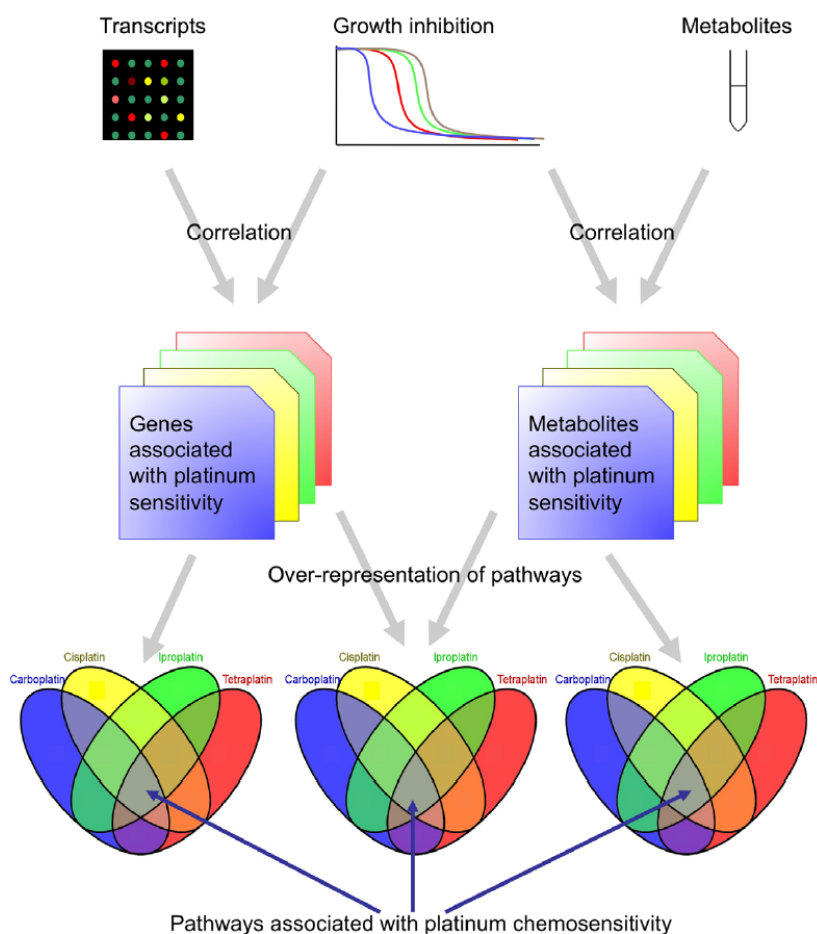 Transcripts
Growth inhibition
Metabolites
Correlation
Correlation
Genes
associated
with platinum
sensitivity
Metabolites
associated
with platinum
sensitivity
Over-representation of pathways
Cisplatin
Iproplatin
Carboplatin
Tetraplatin
Cisplatin
Iproplatin
Carboplatin
Tetraplatin
Cisplatin
Iproplatin
Carboplatin
Tetraplatin
Pathways associated with platinum chemosensitivity